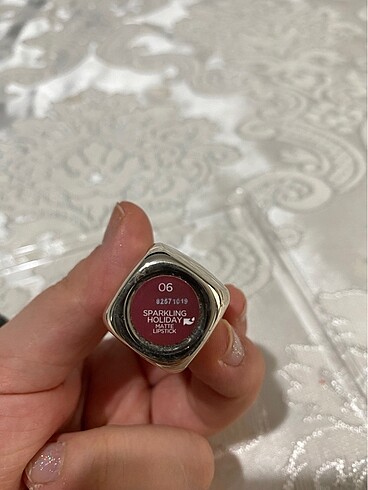 06
82571019
SPARKLING
HOLIDAY
MATTE
LIPSTICK